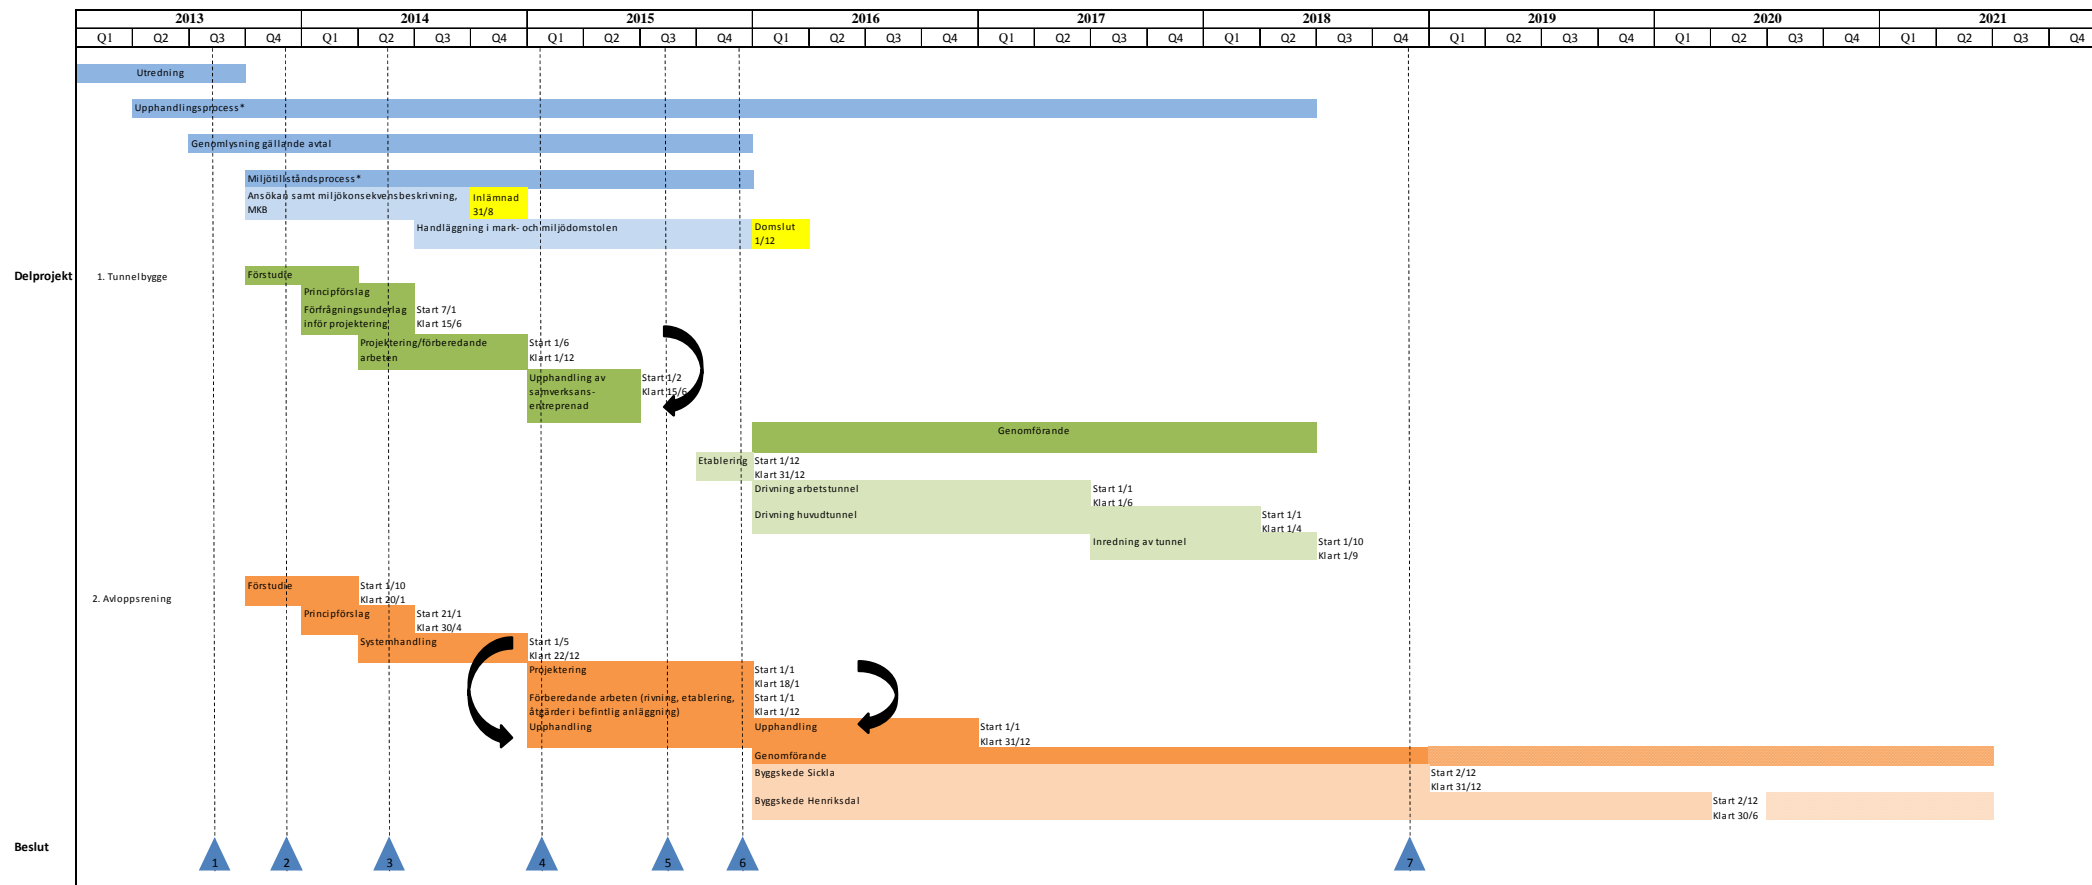 2013 2014 2015 2016 2017 2018 2019 2020 2021
Q1 Q2 Q3 Q4 Q1 Q2 Q3 Q4 Q1 Q2 Q3 Q4 Q1 Q2 Q3 Q4 Q1 Q2 Q3 Q4 Q1 Q2 Q3 Q4 Q1 Q2 Q3 Q4 Q1 Q2 Q3 Q4 Q1 Q2 Q3 Q4
Utredning
Upphandlingsprocess*
Genomlysning gällande avtal
Miljötillståndsprocess*
Ansökan samt miljökonsekvensbeskrivning,
MKB
Inlämnad
31/8
Handläggning i mark- och miljödomstolen
Domslut
1/12
Delprojekt
1. Tunnelbygge
Förstudie
Principförslag
Förfrågningsunderlag
inför projektering
Start 7/1
Klart 15/6
Projektering/förberedande
arbeten
Start 1/6
Klart 1/12
Upphandling av
samverksans-
entreprenad
Start 1/2
Klart 15/6
Genomförande
Etablering
Start 1/12
Klart 31/12
Drivning arbetstunnel
Start 1/1
Klart 1/6
Drivning huvudtunnel
Start 1/1
Klart 1/4
Inredning av tunnel
Start 1/10
Klart 1/9
2. Avloppsrening
Förstudie
Start 1/10
Klart 20/1
Principförslag
Start 21/1
Klart 30/4
Systemhandling
Start 1/5
Klart 22/12
Projektering
Start 1/1
Klart 18/1
Förberedande arbeten (rivning, etablering,
åtgärder i befintlig anläggning)
Start 1/1
Klart 1/12
Upphandling
Upphandling
Start 1/1
Klart 31/12
Genomförande
Byggskede Sickla
Start 2/12
Klart 31/12
Byggskede Henriksdal
Start 2/12
Klart 30/6
Beslut
1 2 3 4 5 6 7